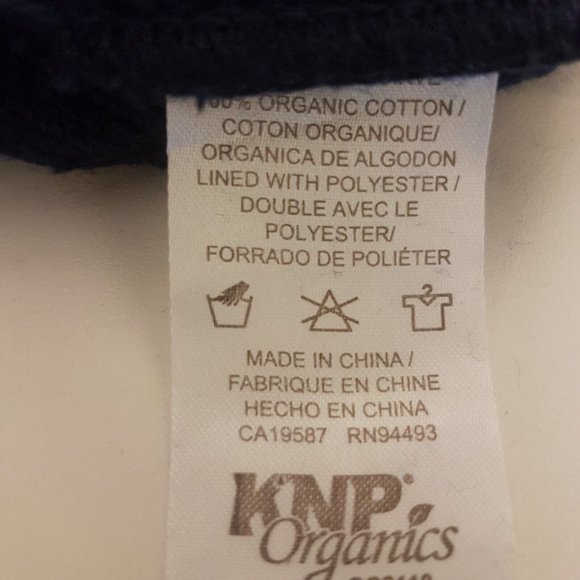 % ORGANIC COTTON /
COTON ORGANIQUE/
ORGANICA DE ALGODON
LINED WITH POLYESTER /
DOUBLE AVEC LE
POLYESTER/
FORRADO DE POLIÉTER
2
MADE IN CHINA /
FABRIQUE EN CHINE
HECHO EN CHINA
CA19587 RN94493
KNP®
Organics